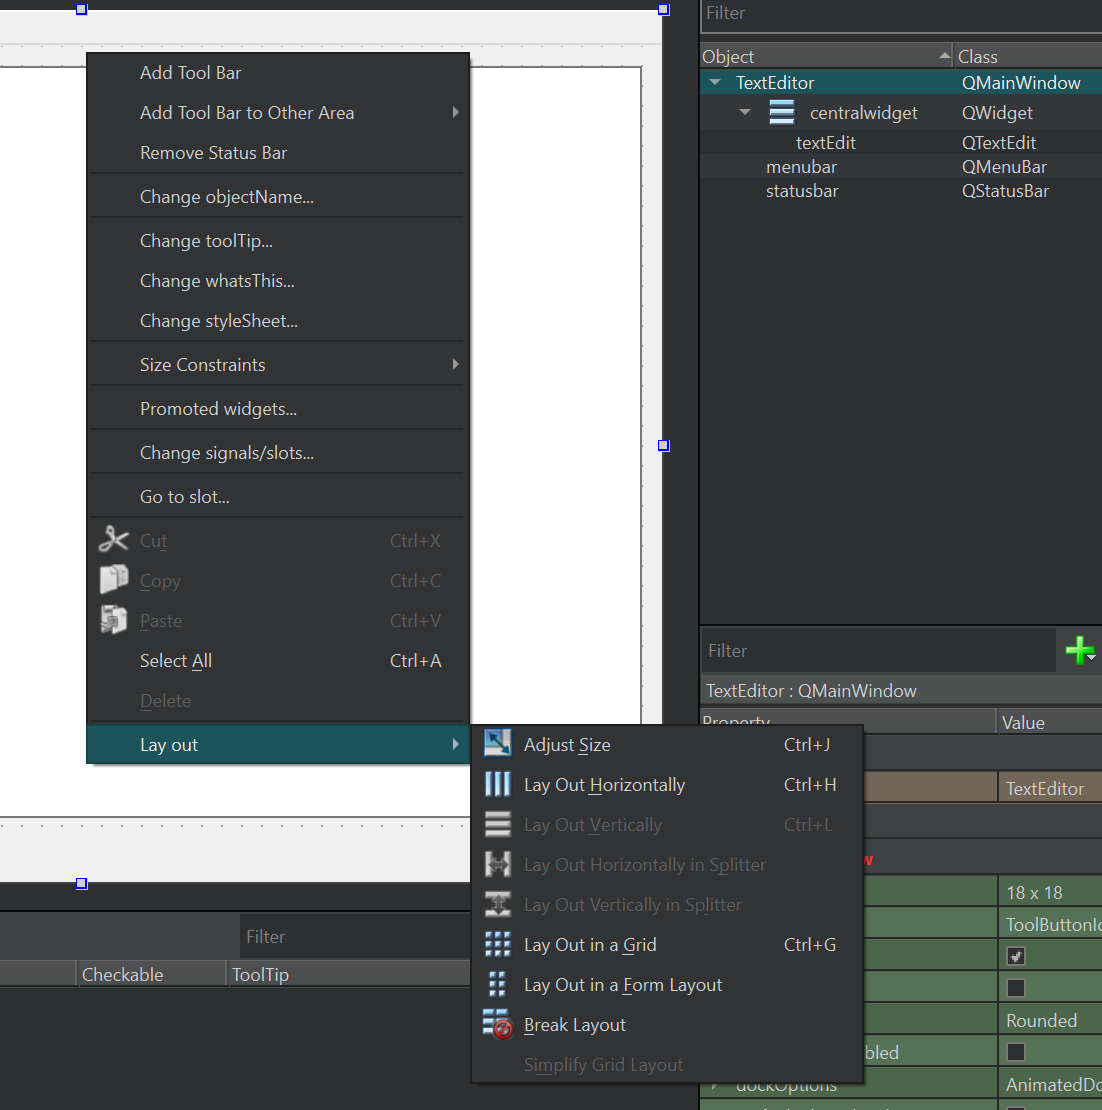 Filter
Object Class
TextEditor QMainWindow
centralwidget QWidget
textEdit QTextEdit
menubar QMenuBar
statusbar QStatusBar
Add Tool Bar
Add Tool Bar to Other Area
Remove Status Bar
Change objectName...
Change toolTip...
Change whatsThis...
Change styleSheet...
Size Constraints
Promoted widgets...
Change signals/slots...
Go to slot...
Cut Ctrl+X
Copy Ctrl+C
Paste Ctrl+V
Select All Ctrl+A
Delete
Lay out
Adjust Size Ctrl+J
Lay Out Horizontally Ctrl+H
Lay Out Vertically Ctrl+L
Lay Out Horizontally in Splitter
Lay Out Vertically in Splitter
Lay Out in a Grid Ctrl+G
Lay Out in a Form Layout
Break Layout
Simplify Grid Layout
Filter
TextEditor : QMainWindow
Property Value
TextEditor
w
18 x 18
ToolButtonIc
Rounded
bled
dockOptions AnimatedDo
Filter
Checkable ToolTip